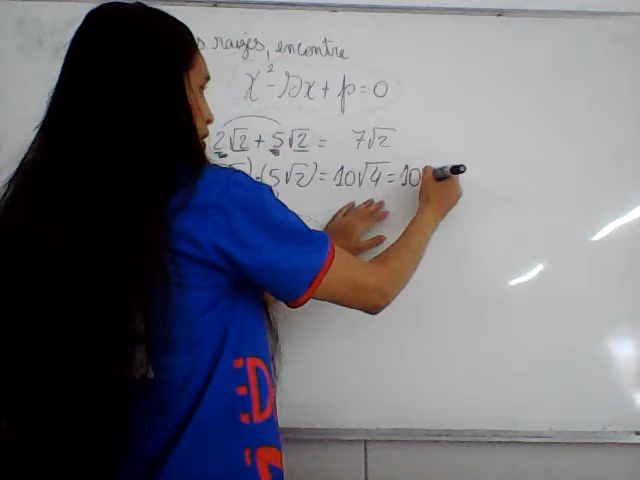 raízes, encontre
x² - Sx + p = 0
2√2 + 5√2 = 7√2
·(5√2) = 10√4 = 10